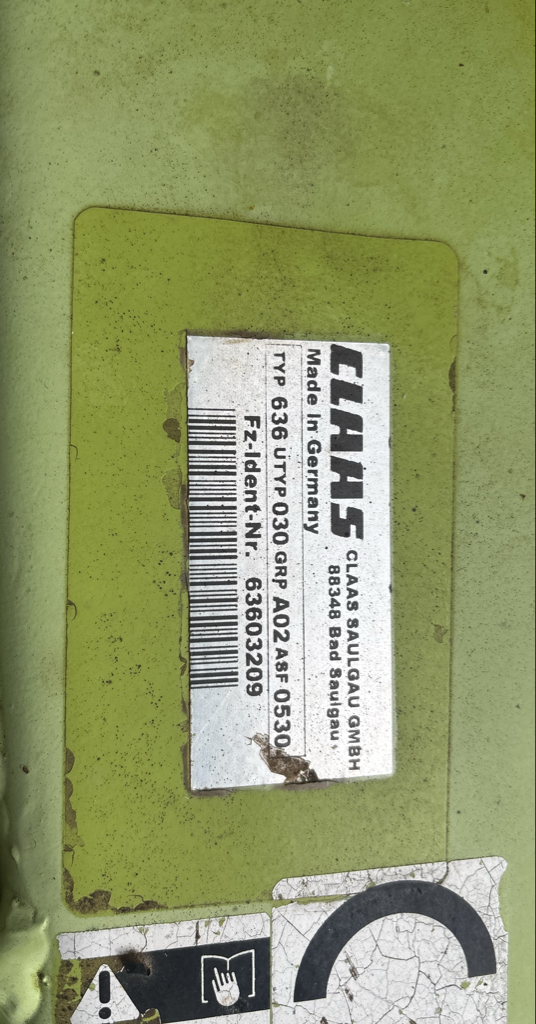 CLAAS CLAAS SAULGAU GMBH
88348 Bad Saulgau
Made in Germany
TYP 636 UTYP 030 GRP A02 ASF 0530
Fz-Ident-Nr. 63603209